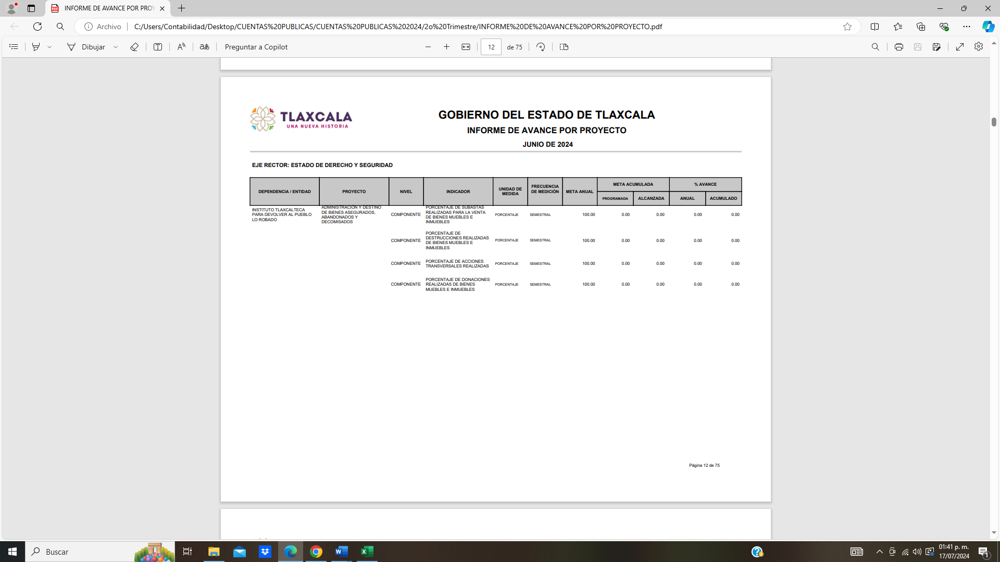 INFORME DE AVANCE POR PROY
Archivo
C:/Users/Contabilidad/Desktop/CUENTAS%20PUBLICAS/CUENTAS%20PUBLICAS%202024/2o%20Trimestre/INFORME%20DE%20AVANCE%20POR%20PROYECTO.pdf
Dibujar
aあ
Preguntar a Copilot
12 de 75
TLAXCALA
UNA NUEVA HISTORIA
GOBIERNO DEL ESTADO DE TLAXCALA
INFORME DE AVANCE POR PROYECTO
JUNIO DE 2024
EJE RECTOR: ESTADO DE DERECHO Y SEGURIDAD
DEPENDENCIA / ENTIDAD
PROYECTO
NIVEL
INDICADOR
UNIDAD DE
MEDIDA
FRECUENCIA
DE MEDICIÓN
META ANUAL
META ACUMULADA
PROGRAMADA
ALCANZADA
% AVANCE
ANUAL
ACUMULADO
INSTITUTO TLAXCALTECA
PARA DEVOLVER AL PUEBLO
LO ROBADO
ADMINISTRACIÓN Y DESTINO
DE BIENES ASEGURADOS,
ABANDONADOS Y
DECOMISADOS
COMPONENTE
PORCENTAJE DE SUBASTAS
REALIZADAS PARA LA VENTA
DE BIENES MUEBLES E
INMUEBLES
PORCENTAJE
SEMESTRAL
100.00 0.00 0.00 0.00 0.00
COMPONENTE
PORCENTAJE DE
DESTRUCCIONES REALIZADAS
DE BIENES MUEBLES E
INMUEBLES
PORCENTAJE
SEMESTRAL
100.00 0.00 0.00 0.00 0.00
COMPONENTE
PORCENTAJE DE ACCIONES
TRANSVERSALES REALIZADAS
PORCENTAJE
SEMESTRAL
100.00 0.00 0.00 0.00 0.00
COMPONENTE
PORCENTAJE DE DONACIONES
REALIZADAS DE BIENES
MUEBLES E INMUEBLES
PORCENTAJE
SEMESTRAL
100.00 0.00 0.00 0.00 0.00
Página 12 de 75
Buscar
01:41 p. m.
17/07/2024
1